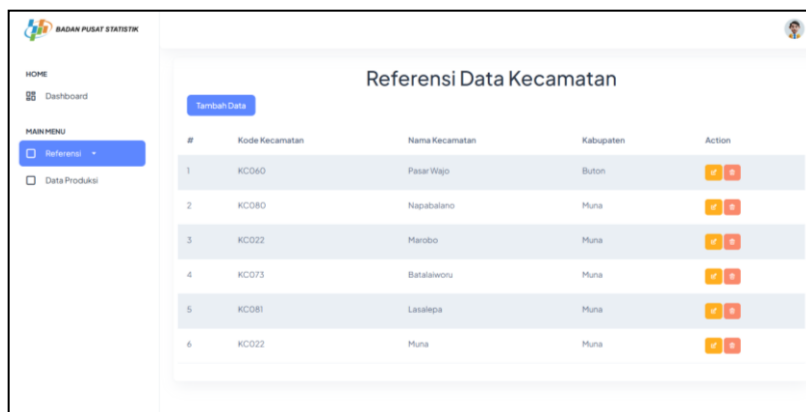 BADAN PUSAT STATISTIK
HOME
Dashboard
MAIN MENU
Referensi
Data Produksi
Referensi Data Kecamatan
Tambah Data
# Kode Kecamatan Nama Kecamatan Kabupaten Action
1 KC060 Pasar Wajo Buton
2 KC080 Napabalano Muna
3 KC022 Marobo Muna
4 KC073 Batalaiworu Muna
5 KC081 Lasalepa Muna
6 KC022 Muna Muna